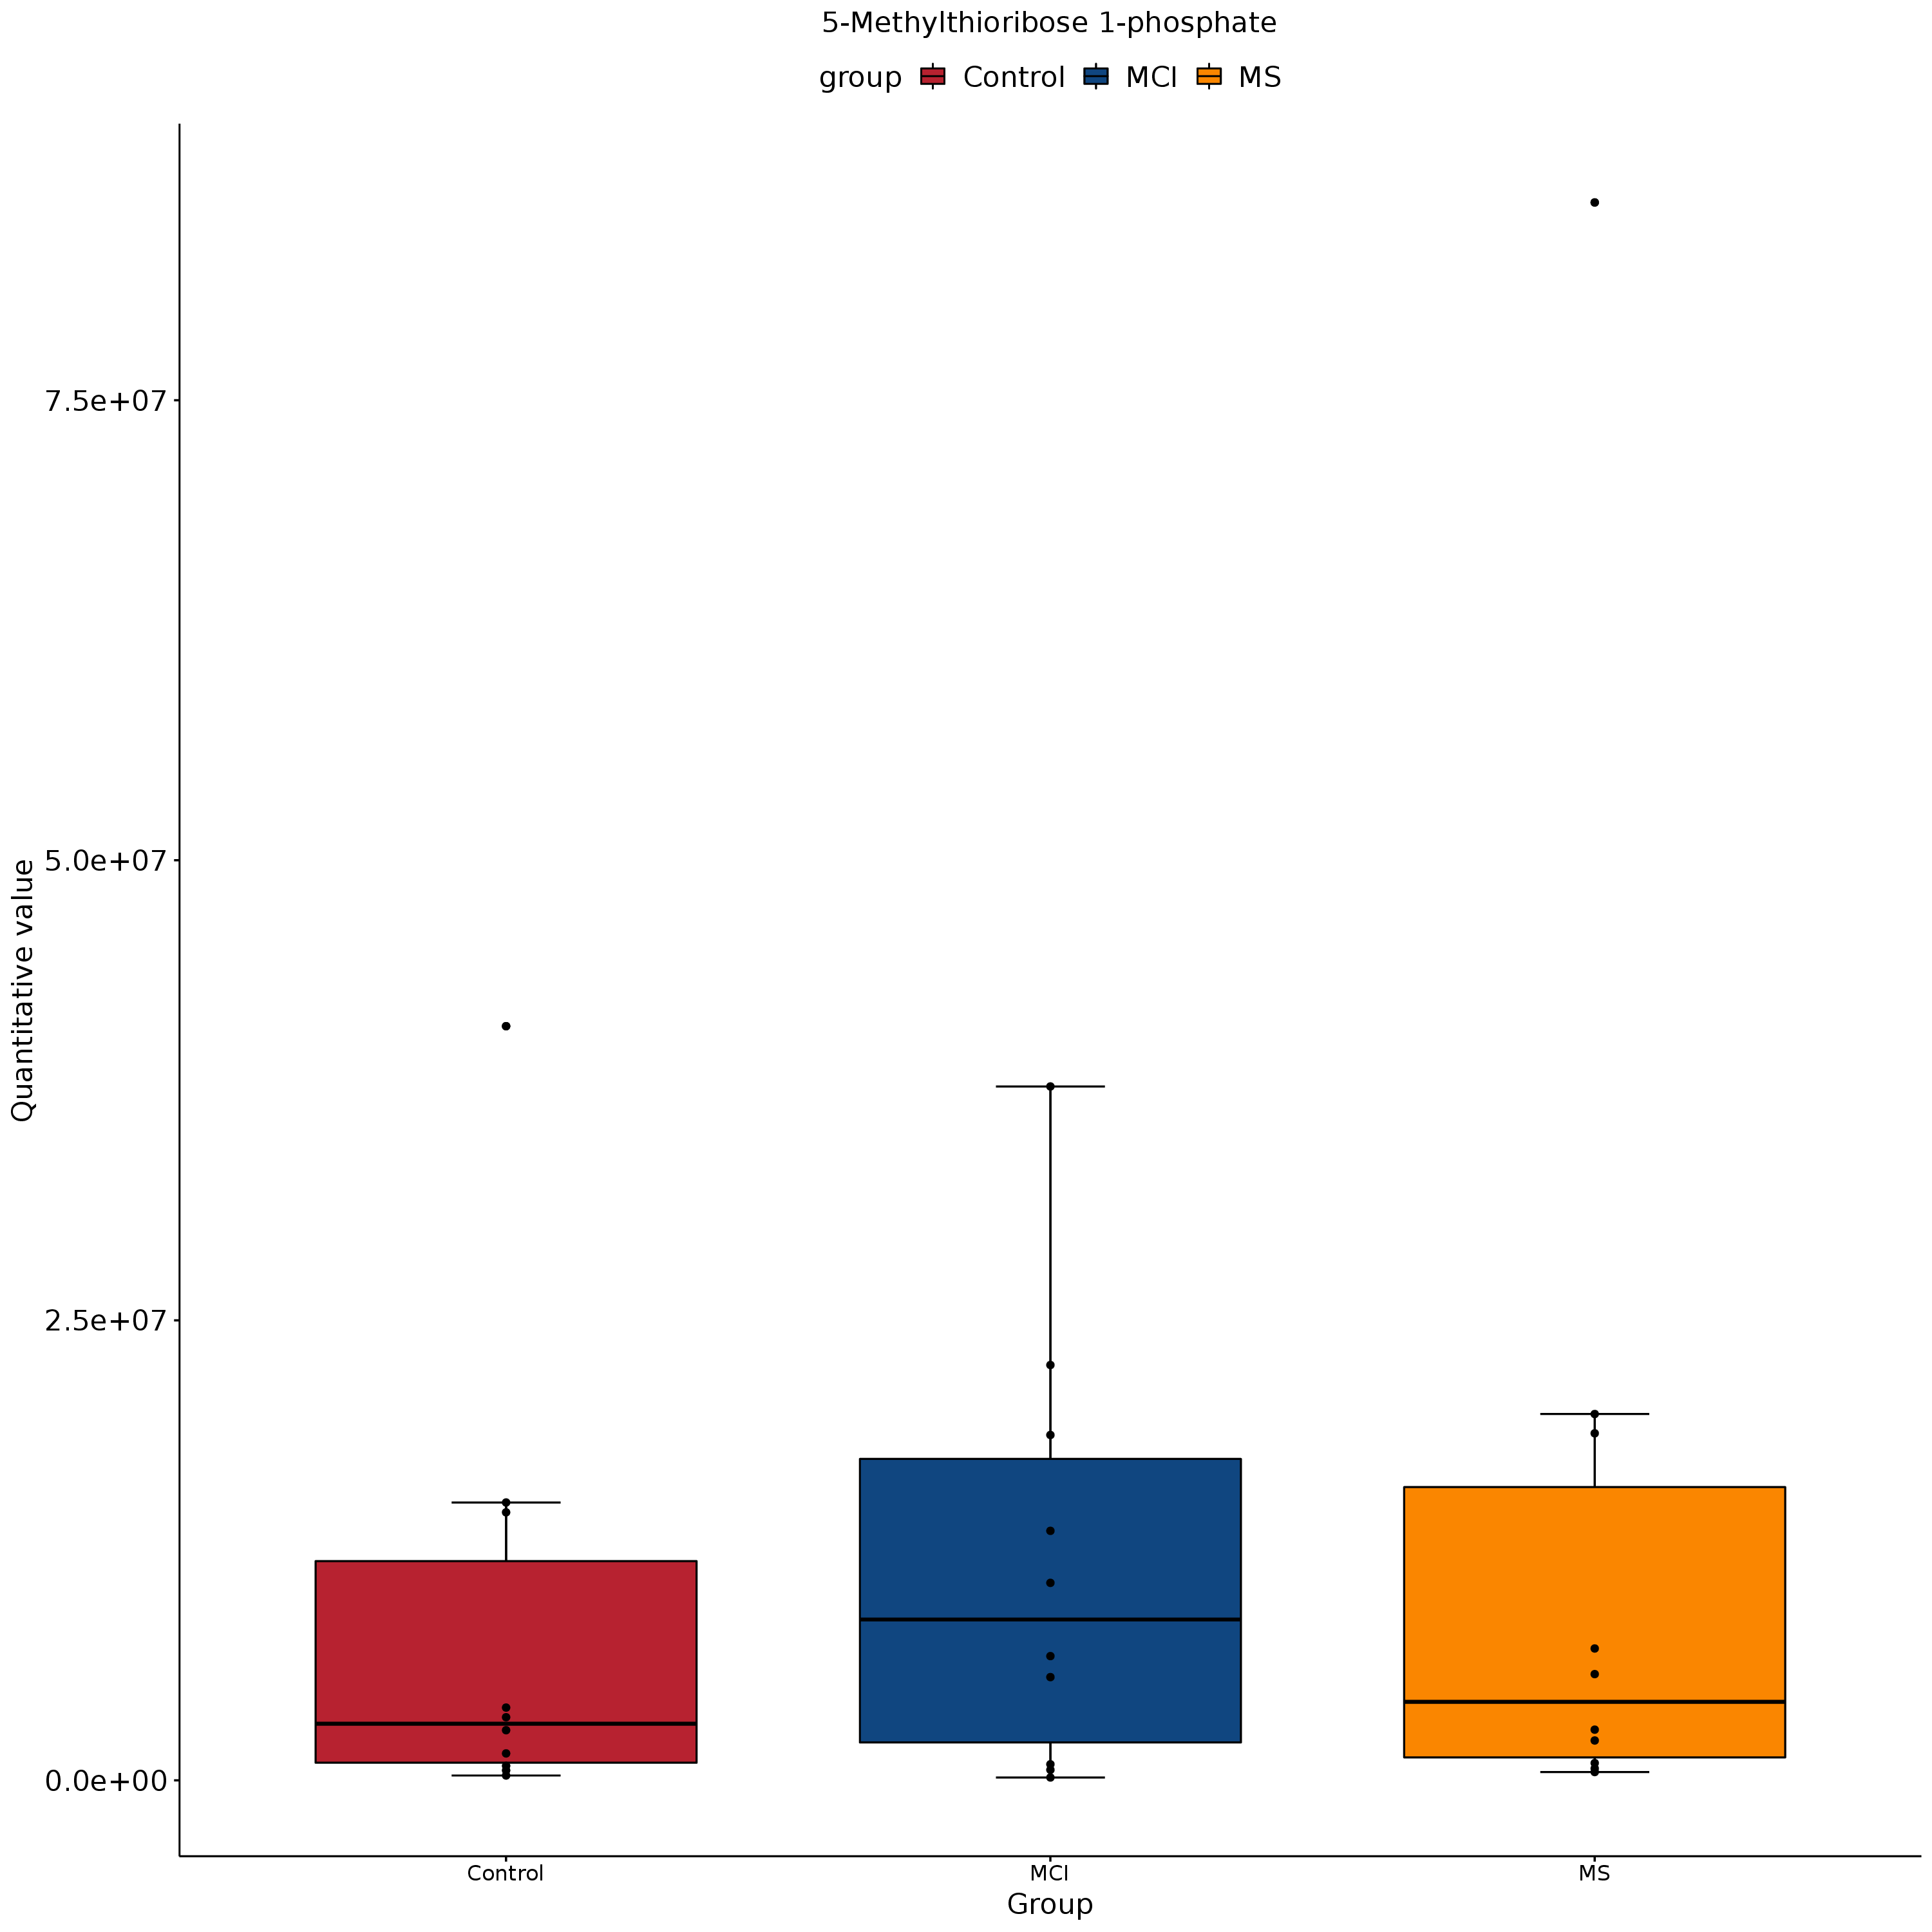 5-Methylthioribose 1-phosphate
group Control MCI MS
7.5e+07
5.0e+07
2.5e+07
0.0e+00
Quantitative value
Control MCI MS
Group